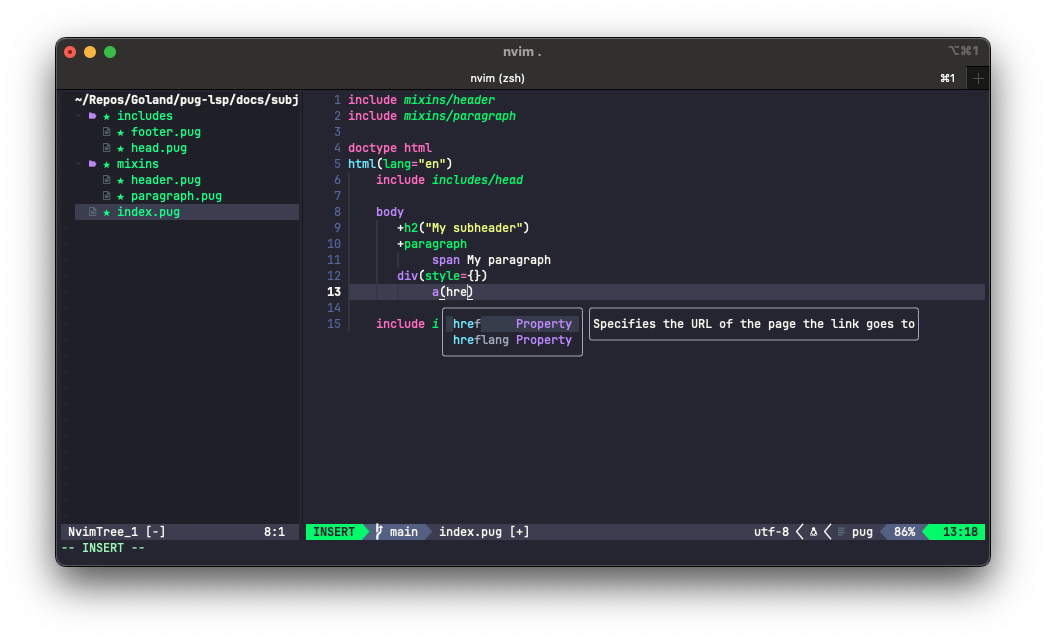 nvim .
⌥⌘1
nvim (zsh)
⌘1
+
~/Repos/Goland/pug-lsp/docs/subj
★ includes
★ footer.pug
★ head.pug
★ mixins
★ header.pug
★ paragraph.pug
★ index.pug
1 include mixins/header
2 include mixins/paragraph
3
4 doctype html
5 html(lang="en")
6 include includes/head
7
8 body
9 +h2("My subheader")
10 +paragraph
11 span My paragraph
12 div(style={})
13 a(hre)
14
15 include i
href Property
hreflang Property
Specifies the URL of the page the link goes to
NvimTree_1 [-] 8:1
INSERT main index.pug [+] utf-8 pug 86% 13:18
-- INSERT --